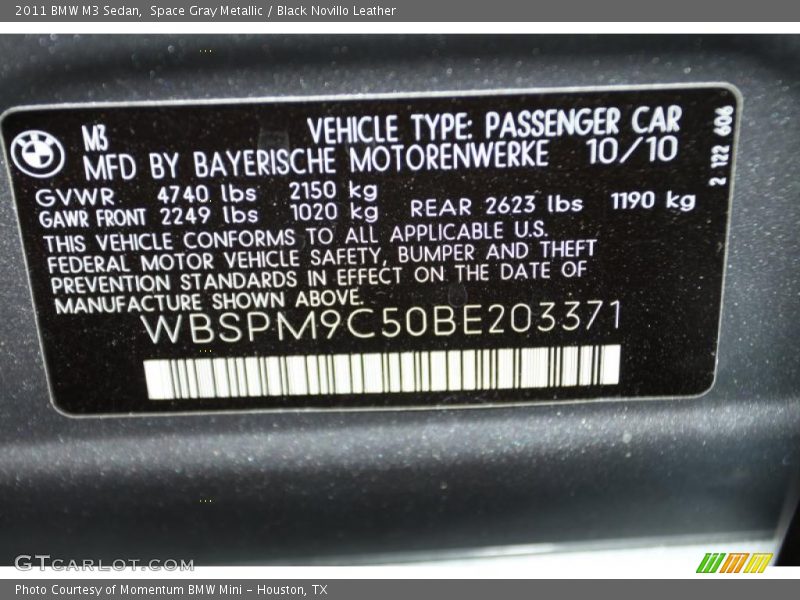 2011 BMW M3 Sedan,  Space Gray Metallic / Black Novillo Leather
BMW
M3
VEHICLE TYPE: PASSENGER CAR
MFD BY BAYERISCHE MOTORENWERKE 10/10
GVWR 4740 lbs 2150 kg
GAWR FRONT 2249 lbs 1020 kg REAR 2623 lbs 1190 kg
THIS VEHICLE CONFORMS TO ALL APPLICABLE U.S.
FEDERAL MOTOR VEHICLE SAFETY, BUMPER AND THEFT
PREVENTION STANDARDS IN EFFECT ON THE DATE OF
MANUFACTURE SHOWN ABOVE.
WBSPM9C50BE203371
2 122 606
GTCARLOT.COM
Photo Courtesy of Momentum BMW Mini - Houston, TX